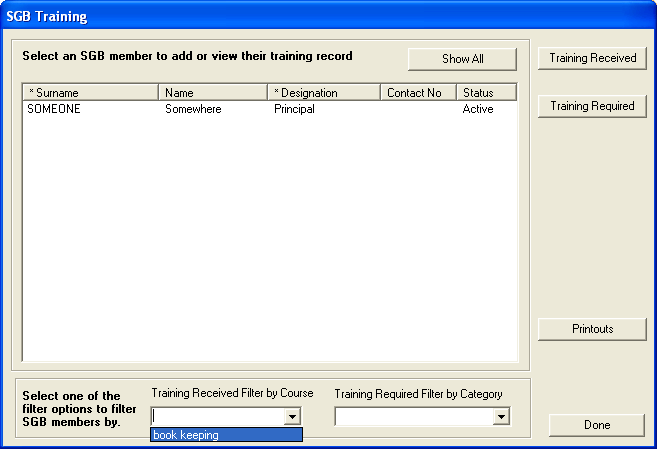 SGB Training
Select an SGB member to add or view their training record
Show All
Training Received
* Surname Name * Designation Contact No Status
SOMEONE Somewhere Principal Active
Training Required
Printouts
Select one of the
filter options to filter
SGB members by.
Training Received Filter by Course
Training Required Filter by Category
book keeping
Done